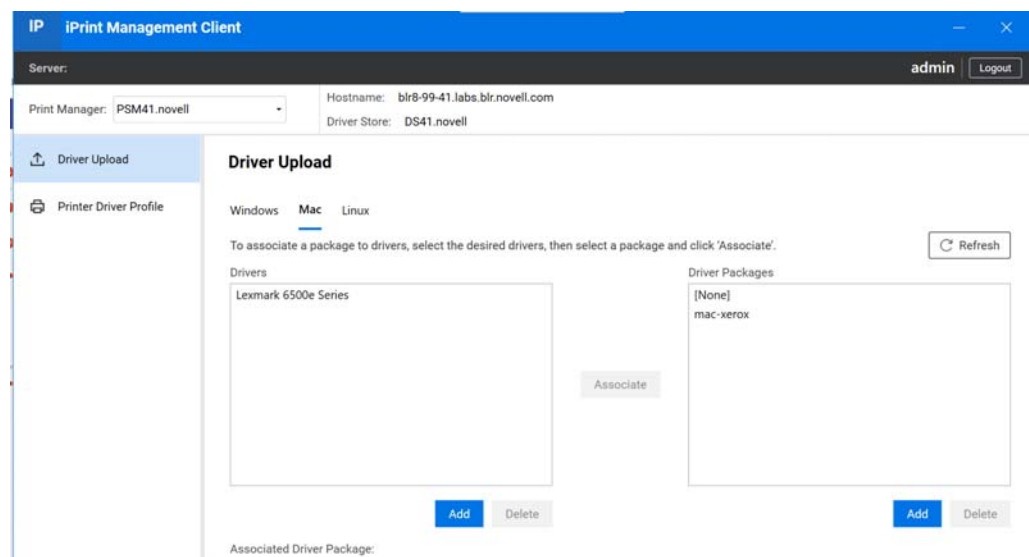 IP iPrint Management Client
Server:
admin Logout
Print Manager: PSM41.novell
Hostname: blr8-99-41.labs.blr.novell.com
Driver Store: DS41.novell
Driver Upload
Printer Driver Profile
Driver Upload
Windows Mac Linux
To associate a package to drivers, select the desired drivers, then select a package and click 'Associate'.
Refresh
Drivers
Lexmark 6500e Series
Associate
Driver Packages
[None]
mac-xerox
Add Delete
Add Delete
Associated Driver Package: